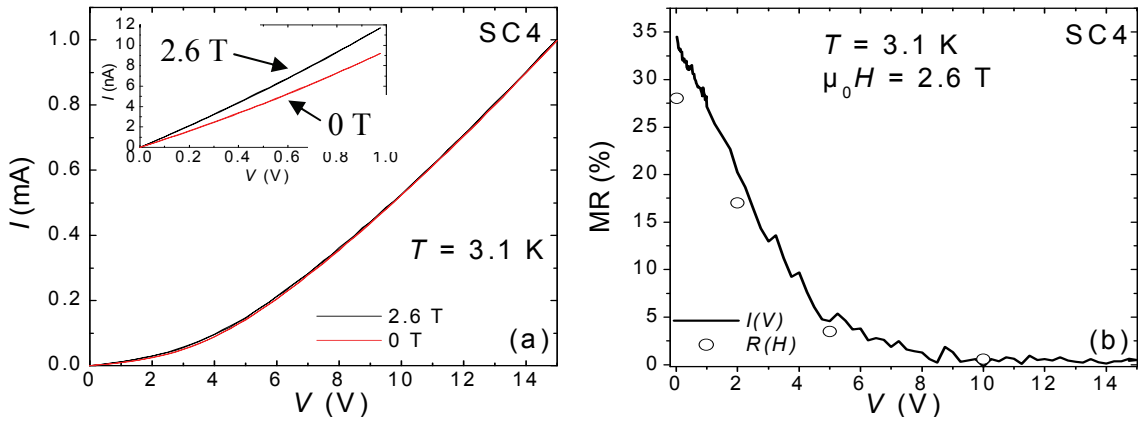 SC4
12
10
8
6
4
2
0
I (nA)
2.6 T
0 T
0.0 0.2 0.4 0.6 0.8 1.0
V (V)
1.0
0.8
0.6
0.4
0.2
0.0
I (mA)
T = 3.1 K
2.6 T
0 T
(a)
0 2 4 6 8 10 12 14
V (V)
SC4
T = 3.1 K
μ0H = 2.6 T
35
30
25
20
15
10
5
0
MR (%)
I(V)
R(H)
(b)
0 2 4 6 8 10 12 14
V (V)